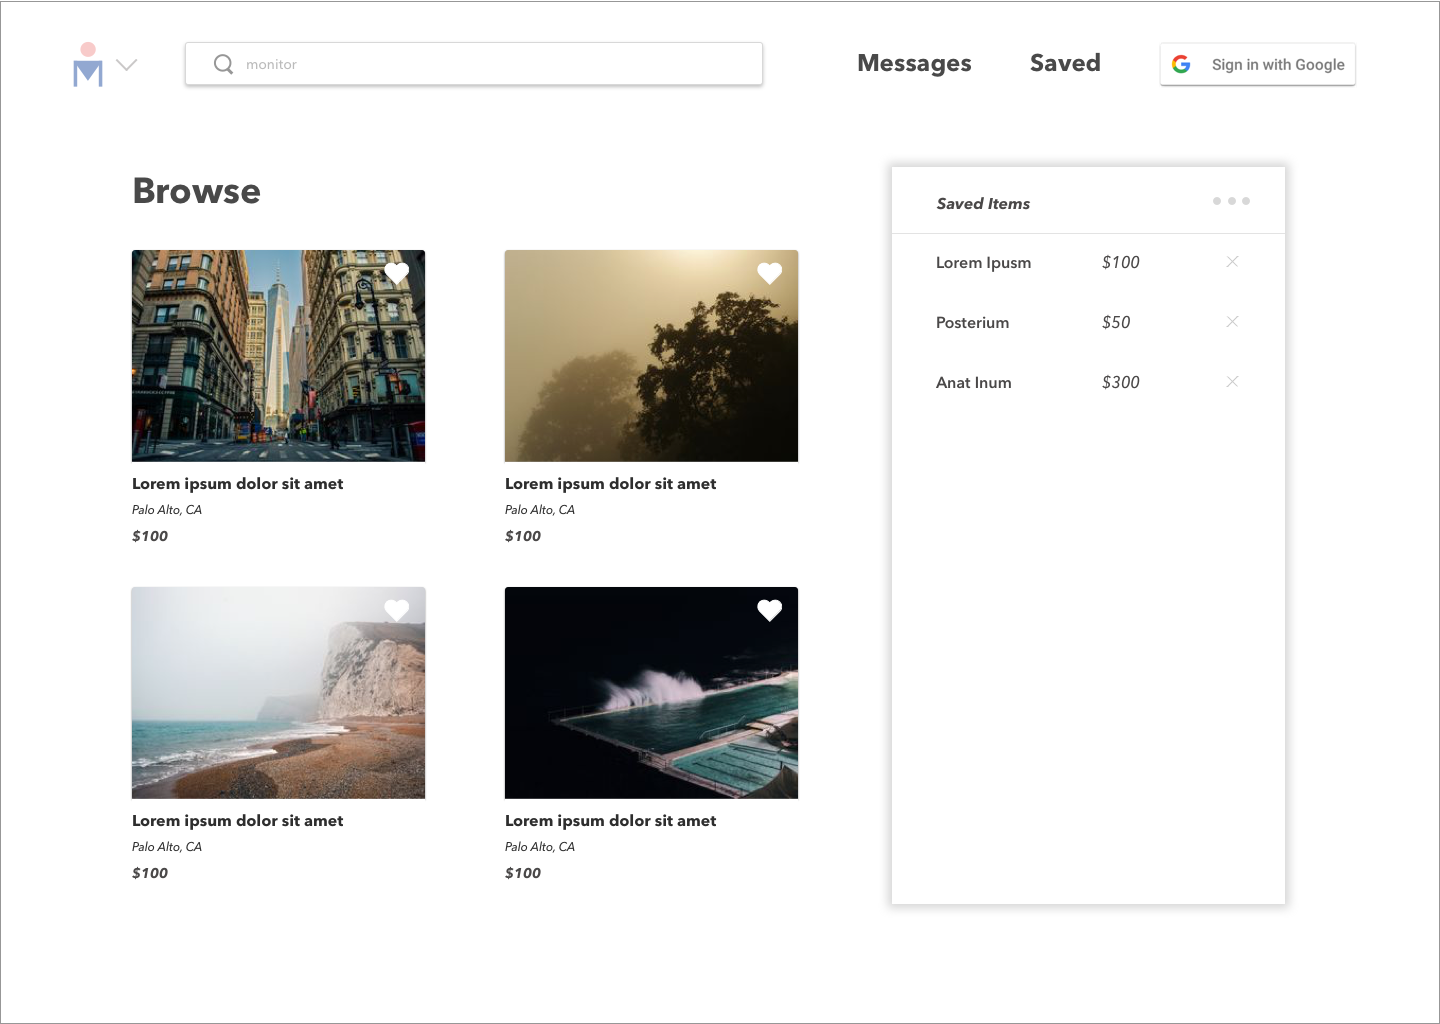 monitor
Messages
Saved
Sign in with Google
Browse
Lorem ipsum dolor sit amet
Palo Alto, CA
$100
Lorem ipsum dolor sit amet
Palo Alto, CA
$100
Lorem ipsum dolor sit amet
Palo Alto, CA
$100
Lorem ipsum dolor sit amet
Palo Alto, CA
$100
Saved Items
Lorem Ipusm $100
Posterium $50
Anat Inum $300